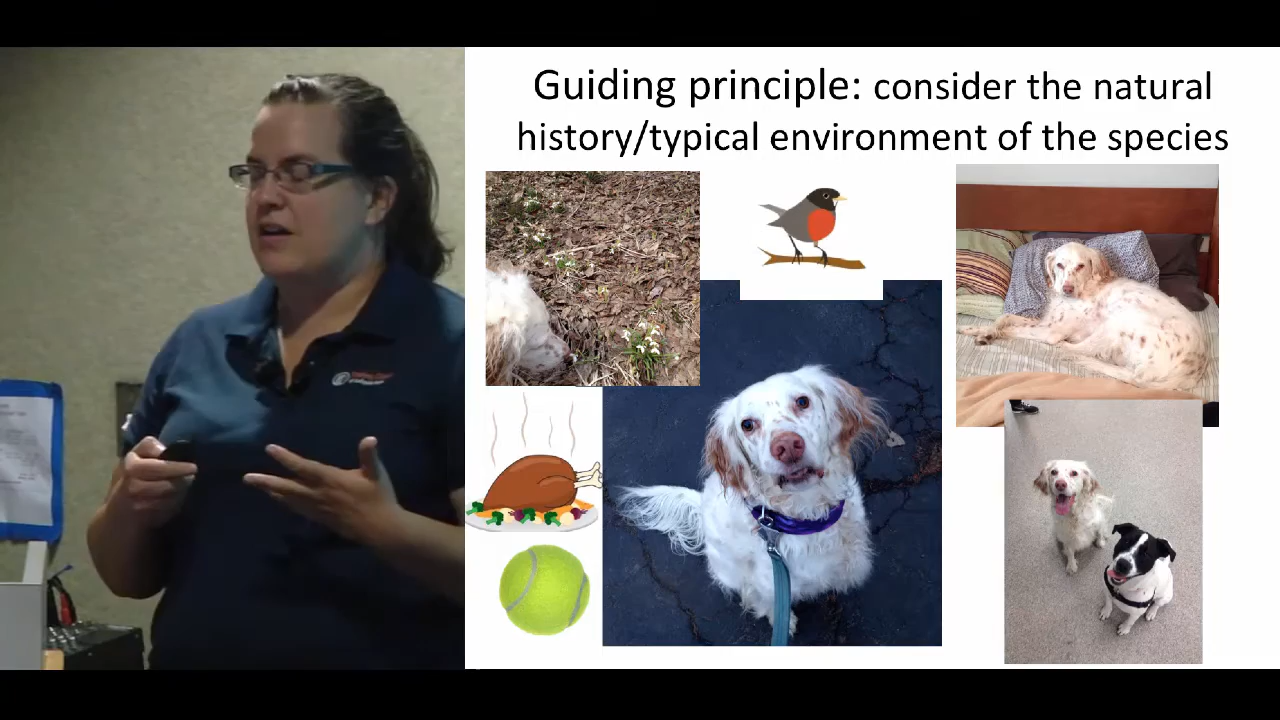 Guiding principle: consider the natural
history/typical environment of the species